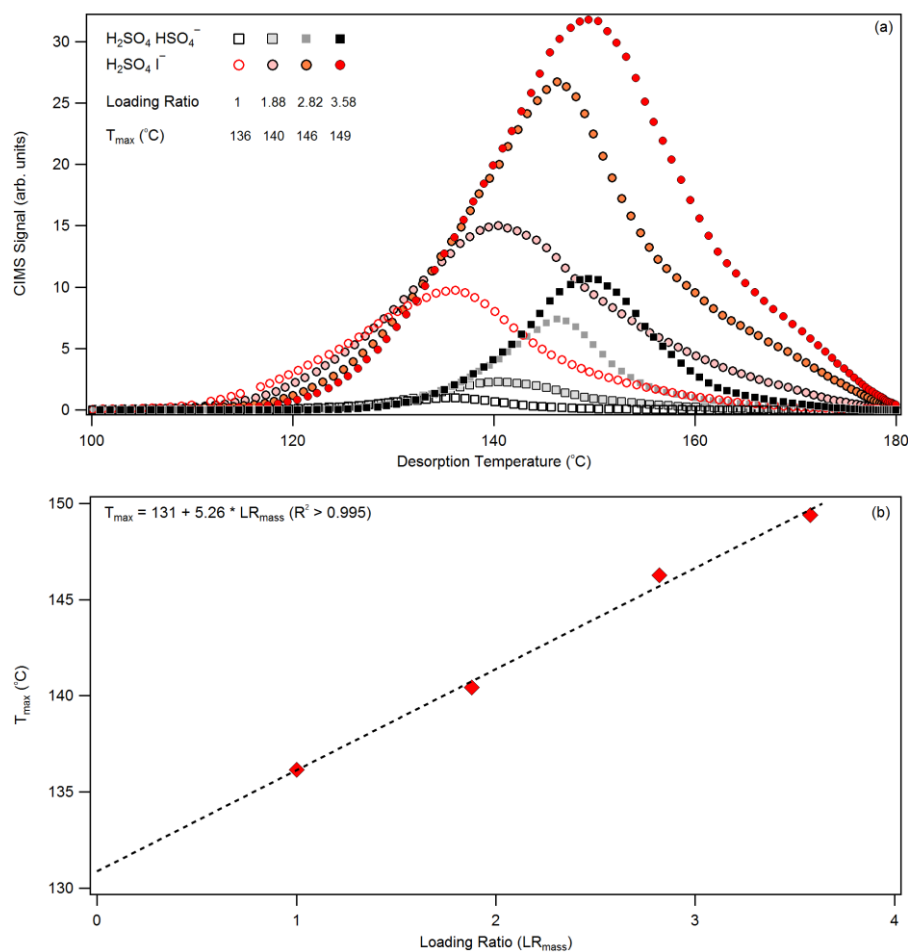 (a)
H₂SO₄ HSO₄⁻
H₂SO₄ I⁻
Loading Ratio 1 1.88 2.82 3.58
Tmax (°C) 136 140 146 149
CIMS Signal (arb. units)
30
25
20
15
10
5
0
100 120 140 160 180
Desorption Temperature (°C)
Tmax = 131 + 5.26 * LRmass (R² > 0.995)
(b)
Tmax (°C)
150
145
140
135
130
0 1 2 3 4
Loading Ratio (LRmass)